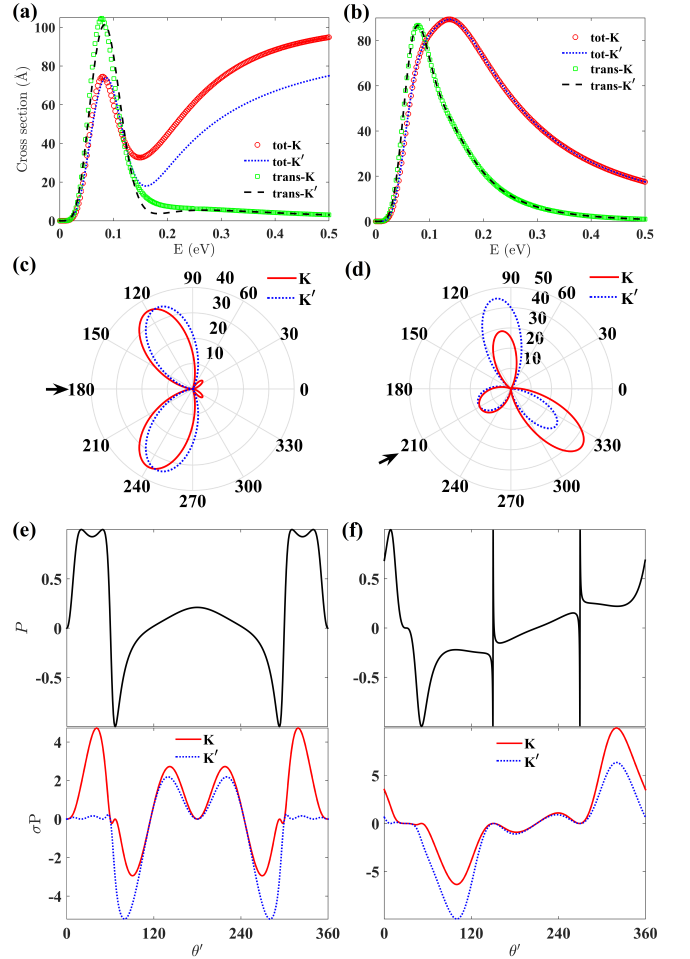 (a)
100
80
60
40
20
0
Cross section (Å)
tot-K
tot-K′
trans-K
trans-K′
0
0.1
0.2
0.3
0.4
0.5
E (eV)
(b)
80
60
40
20
0
tot-K
tot-K′
trans-K
trans-K′
0
0.1
0.2
0.3
0.4
0.5
E (eV)
(c)
90
40
60
30
30
20
10
0
120
150
180
210
240
270
300
330
K
K′
(d)
90
50
60
40
30
30
20
10
0
120
150
180
210
240
270
300
330
K
K′
(e)
0.5
0
-0.5
P
4
2
0
-2
-4
σP
K
K′
0
120
240
360
θ′
(f)
0.5
0
-0.5
5
0
-5
K
K′
0
120
240
360
θ′